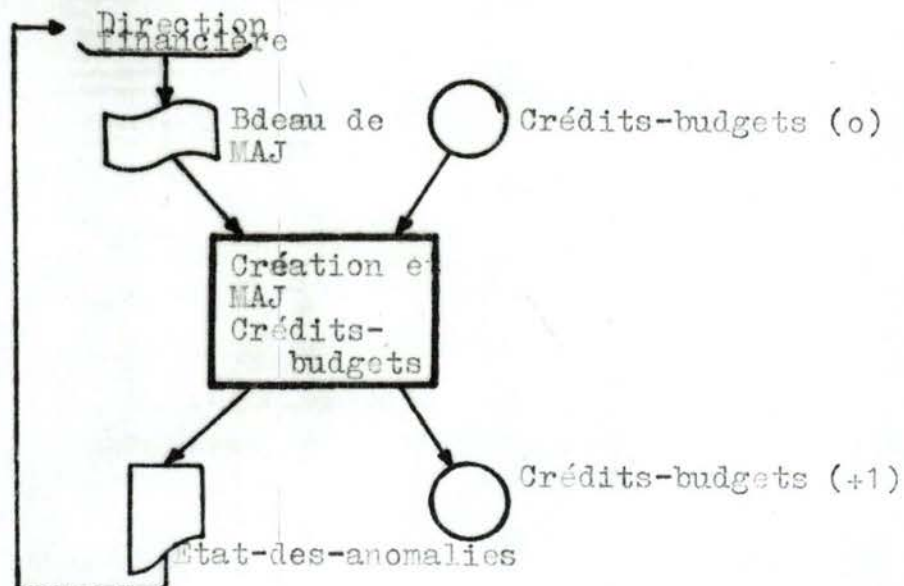 Direction
financière
Bdeau de
MAJ
Crédits-budgets (o)
Création et
MAJ
Crédits-
budgets
Crédits-budgets (+1)
Etat-des-anomalies